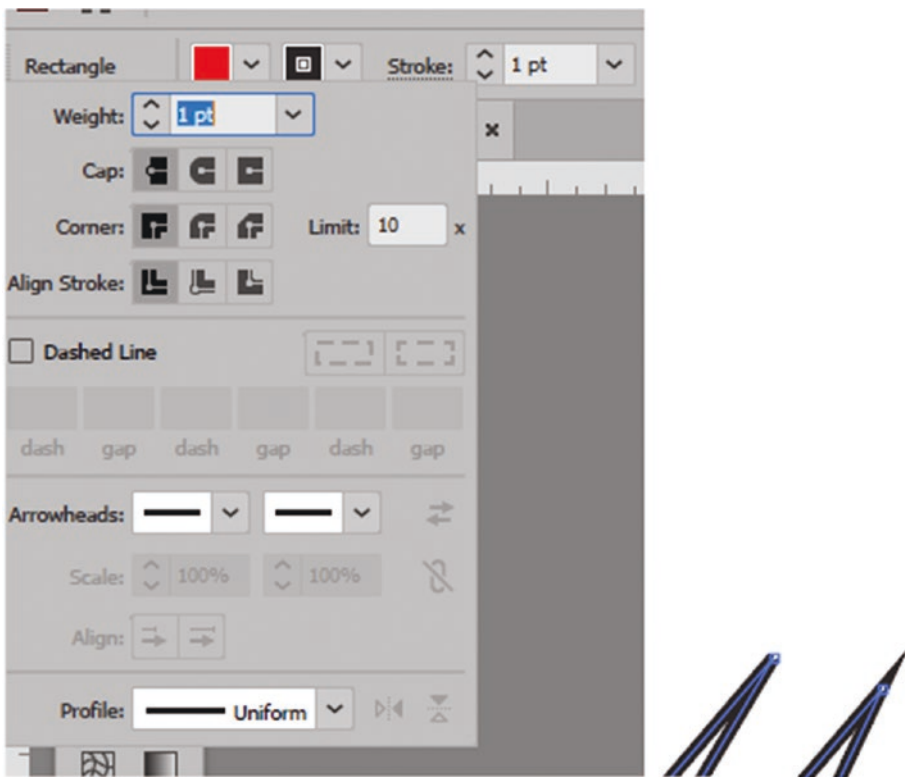 Rectangle Stroke: 1 pt
Weight: 1 pt
Cap:
Corner: Limit: 10 x
Align Stroke:
Dashed Line
dash gap dash gap dash gap
Arrowheads:
Scale: 100% 100%
Align:
Profile: Uniform